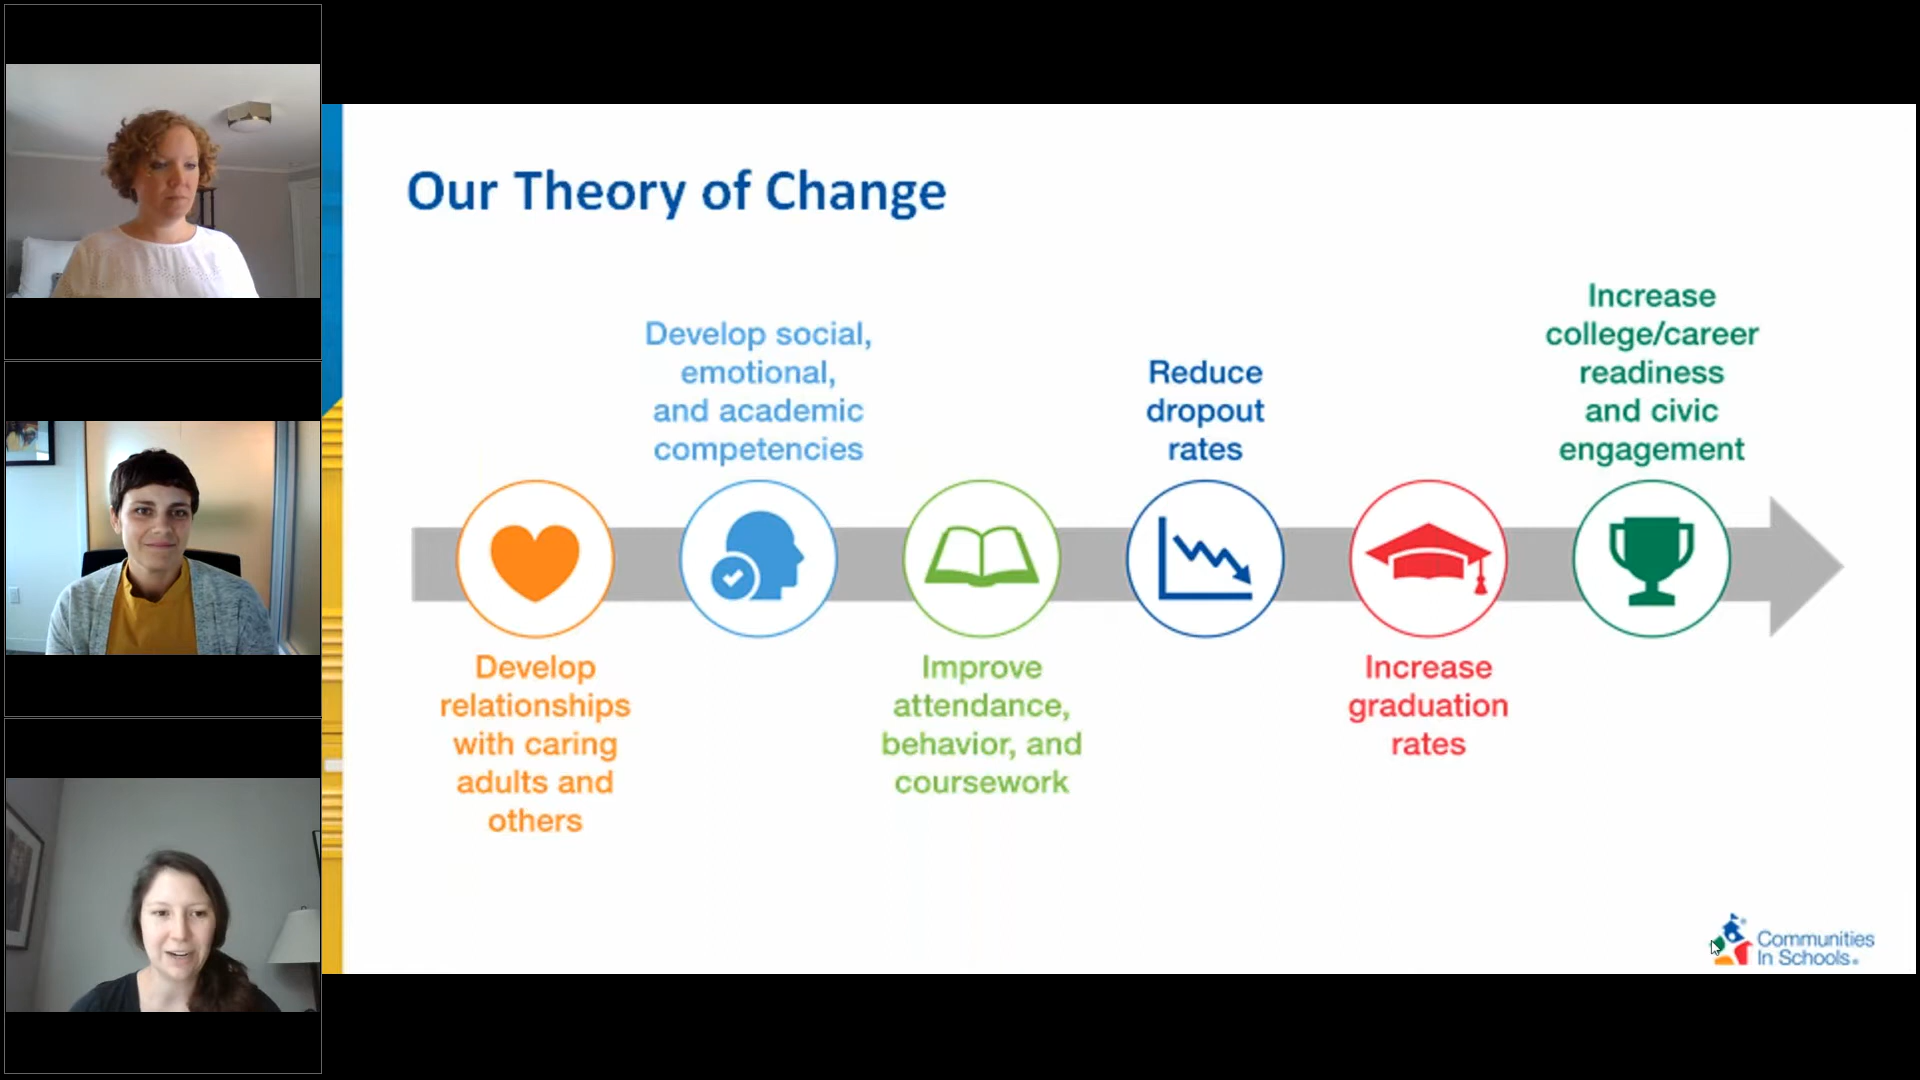 Our Theory of Change
Develop
relationships
with caring
adults and
others
Develop social,
emotional,
and academic
competencies
Improve
attendance,
behavior, and
coursework
Reduce
dropout
rates
Increase
graduation
rates
Increase
college/career
readiness
and civic
engagement
Communities
In Schools®